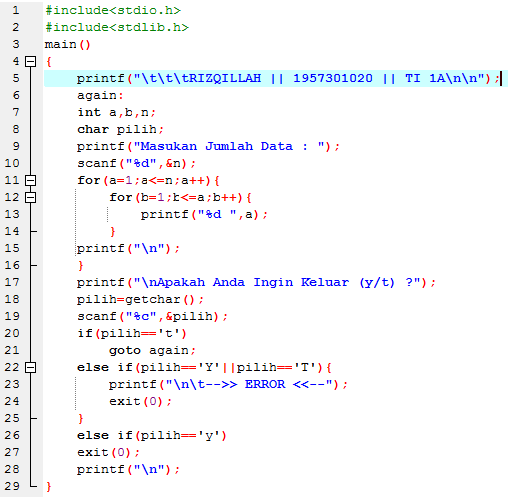 1 #include<stdio.h>
2 #include<stdlib.h>
3 main()
4 {
5 printf("\t\t\tRIZQILLAH || 1957301020 || TI 1A\n\n");
6 again:
7 int a,b,n;
8 char pilih;
9 printf("Masukan Jumlah Data : ");
10 scanf("%d",&n);
11 for(a=1;a<=n;a++){
12 for(b=1;b<=a;b++){
13 printf("%d ",a);
14 }
15 printf("\n");
16 }
17 printf("\nApakah Anda Ingin Keluar (y/t) ?");
18 pilih=getchar();
19 scanf("%c",&pilih);
20 if(pilih=='t')
21 goto again;
22 else if(pilih=='Y'||pilih=='T'){
23 printf("\n\t-->> ERROR <<--");
24 exit(0);
25 }
26 else if(pilih=='y')
27 exit(0);
28 printf("\n");
29 }